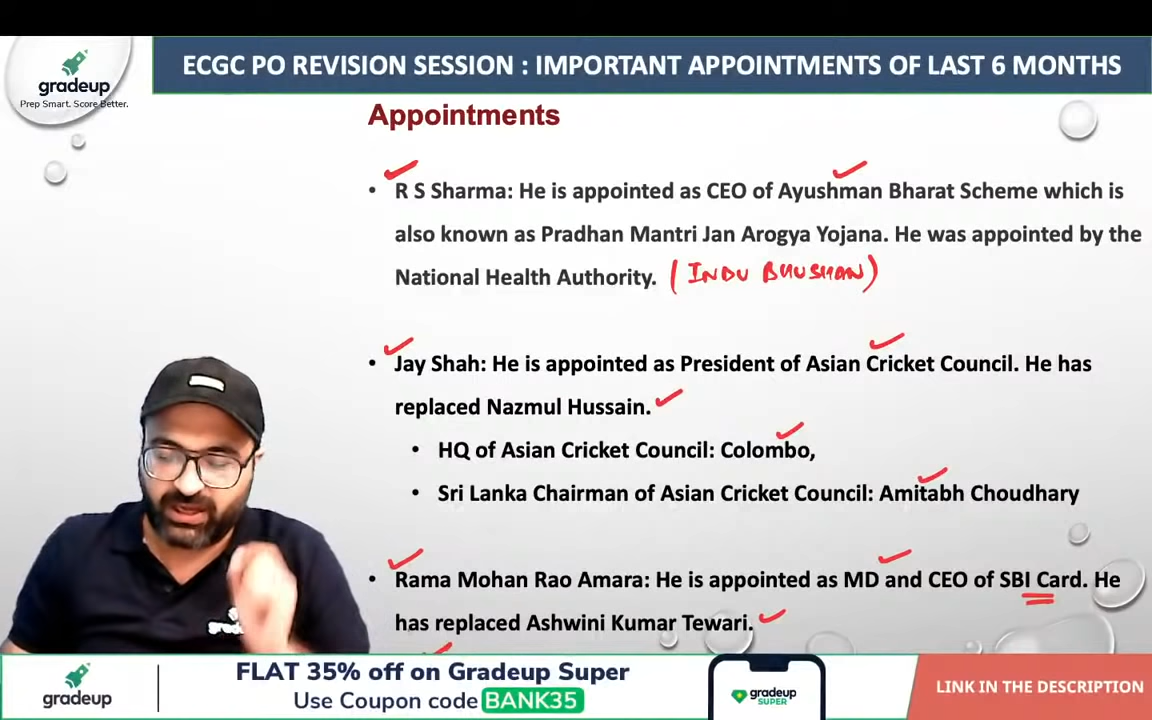 gradeup
Prep Smart. Score Better.
ECGC PO REVISION SESSION : IMPORTANT APPOINTMENTS OF LAST 6 MONTHS
Appointments
• R S Sharma: He is appointed as CEO of Ayushman Bharat Scheme which is
also known as Pradhan Mantri Jan Arogya Yojana. He was appointed by the
National Health Authority. (INDU BHUSHAN)
• Jay Shah: He is appointed as President of Asian Cricket Council. He has
replaced Nazmul Hussain.
• HQ of Asian Cricket Council: Colombo,
• Sri Lanka Chairman of Asian Cricket Council: Amitabh Choudhary
• Rama Mohan Rao Amara: He is appointed as MD and CEO of SBI Card. He
has replaced Ashwini Kumar Tewari.
gradeup
FLAT 35% off on Gradeup Super
Use Coupon code BANK35
gradeup
SUPER
LINK IN THE DESCRIPTION